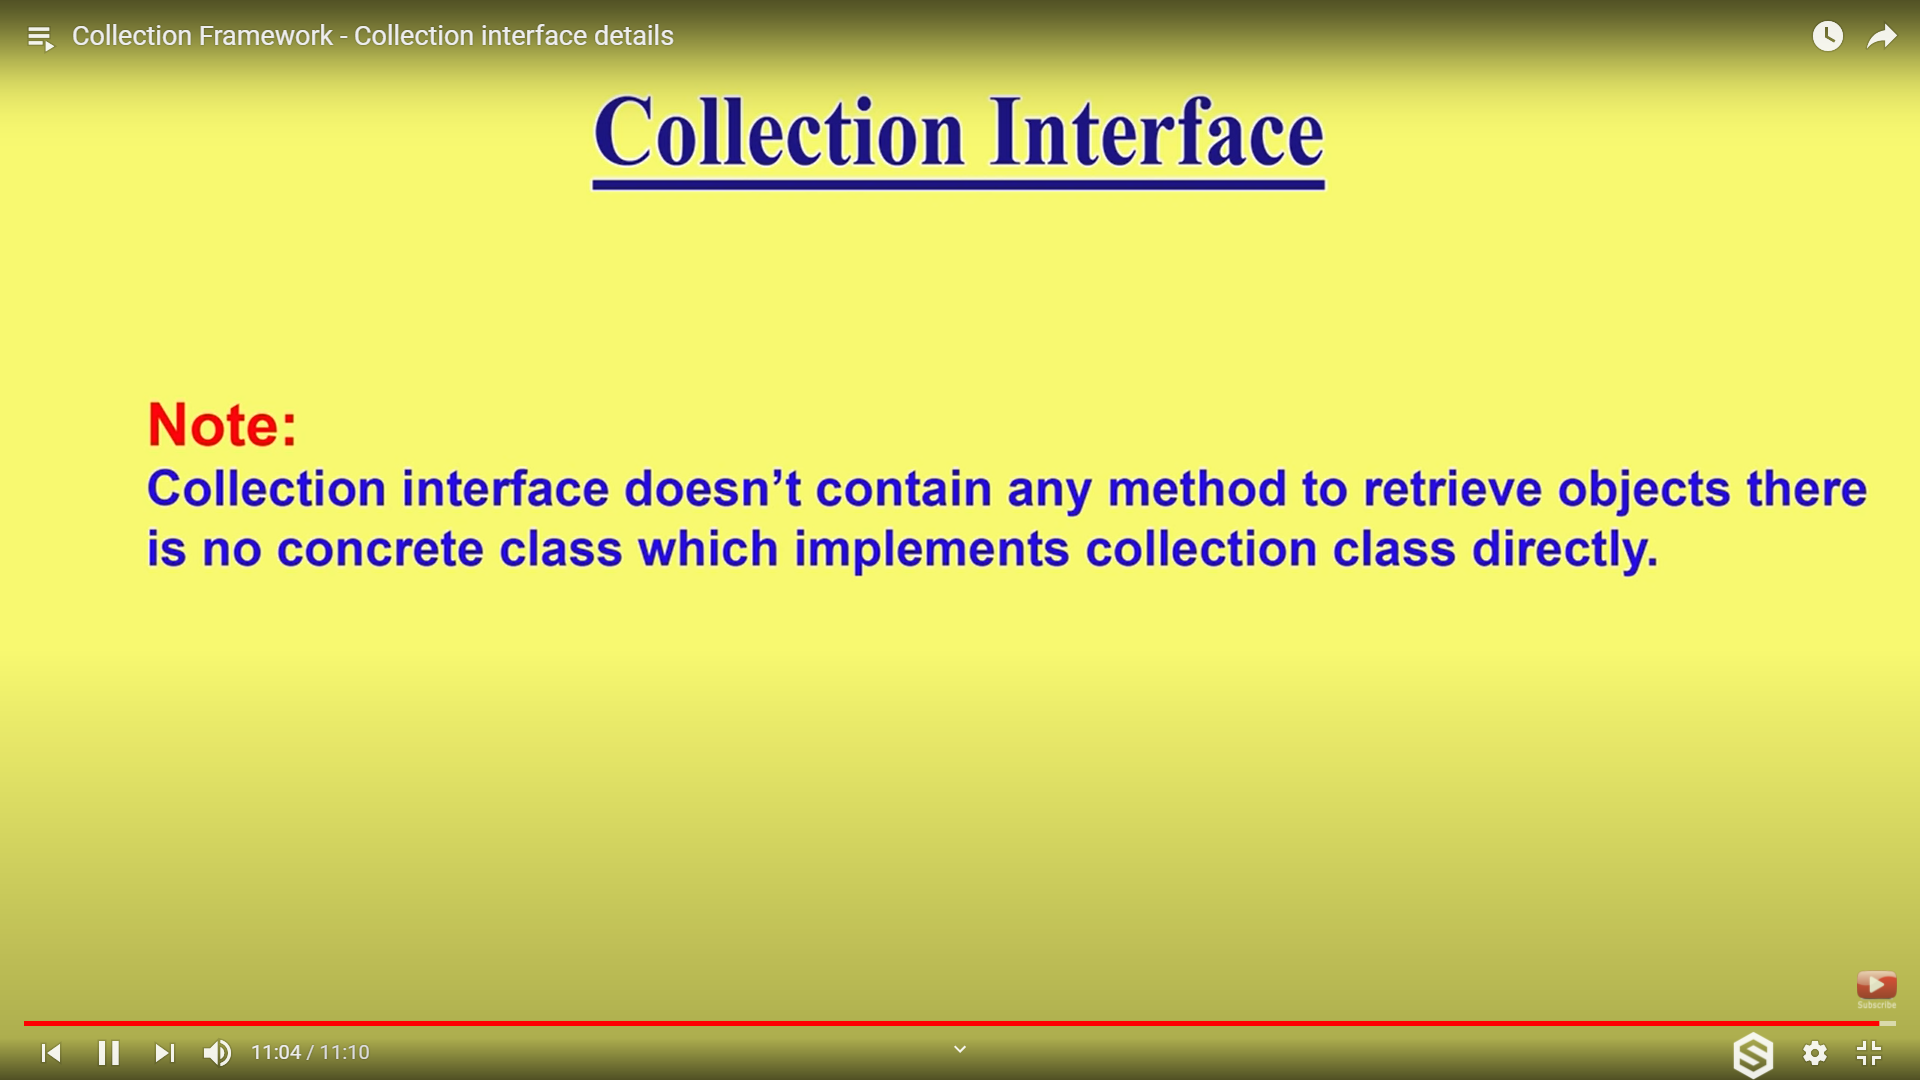 Collection Framework - Collection interface details
Collection Interface
Note:
Collection interface doesn’t contain any method to retrieve objects there
is no concrete class which implements collection class directly.
Subscribe
11:04 / 11:10